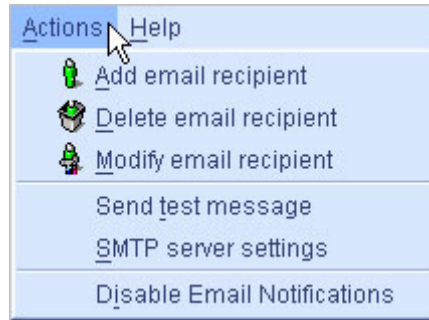 Actions Help
Add email recipient
Delete email recipient
Modify email recipient
Send test message
SMTP server settings
Disable Email Notifications